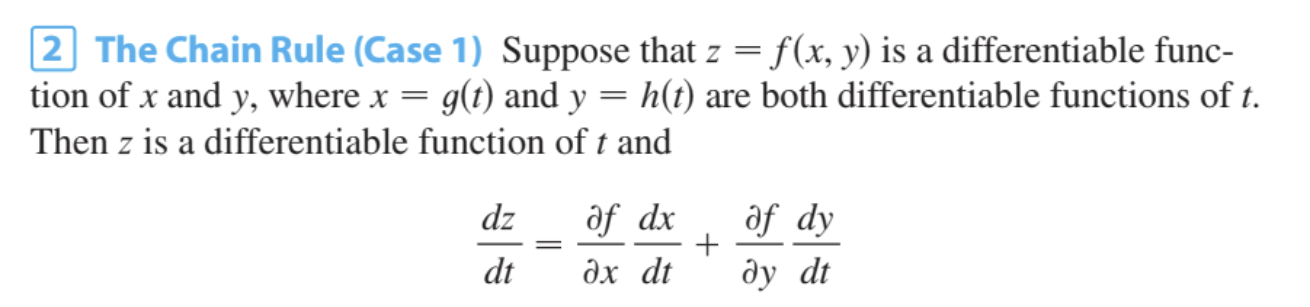 2 The Chain Rule (Case 1) Suppose that z = f(x, y) is a differentiable func-
tion of x and y, where x = g(t) and y = h(t) are both differentiable functions of t.
Then z is a differentiable function of t and
dz/dt = ∂f/∂x dx/dt + ∂f/∂y dy/dt